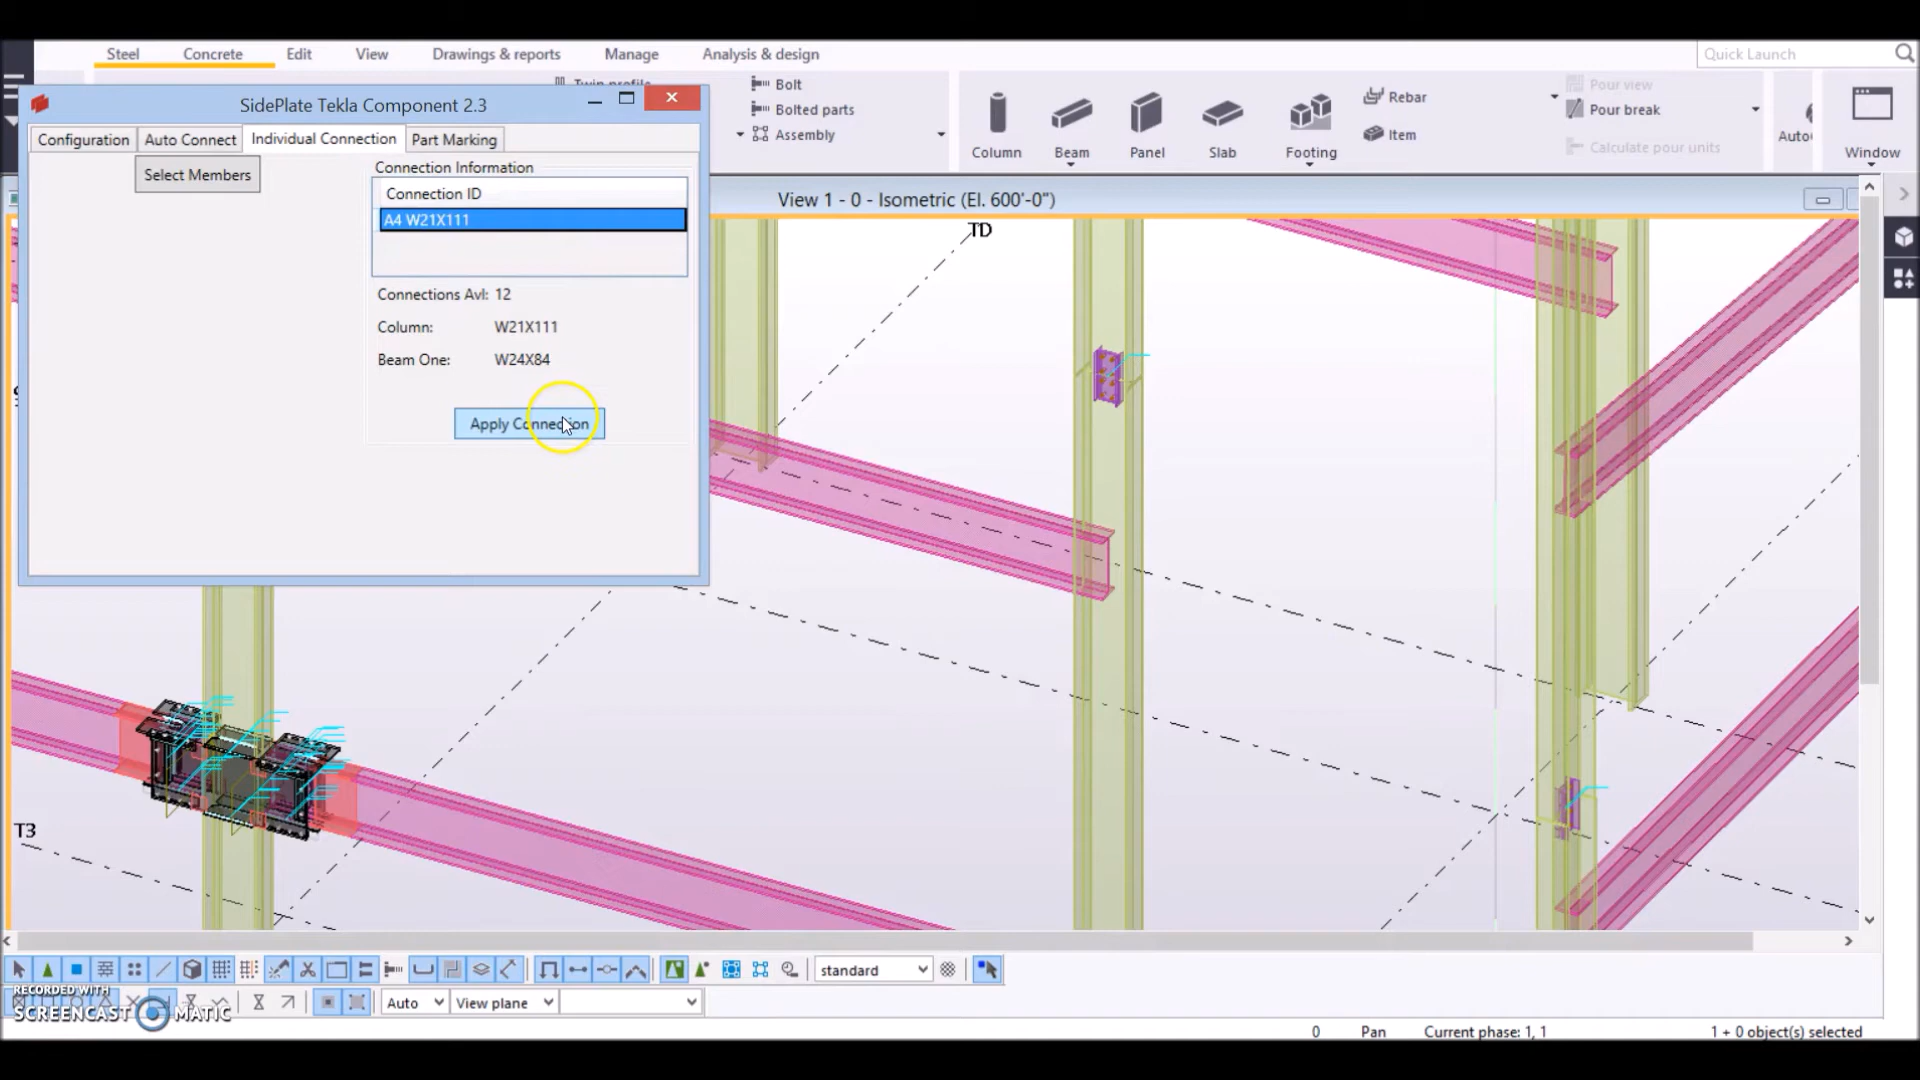 Steel Concrete Edit View Drawings & reports Manage Analysis & design Quick Launch
Twin profile
Bolt
Bolted parts
Assembly
Column Beam Panel Slab Footing
Rebar
Item
Pour view
Pour break
Calculate pour units
Auto
Window
SidePlate Tekla Component 2.3
Configuration Auto Connect Individual Connection Part Marking
Select Members
Connection Information
Connection ID
A4 W21X111
Connections Avl: 12
Column: W21X111
Beam One: W24X84
Apply Connection
View 1 - 0 - Isometric (El. 600'-0")
TD
T3
standard
Auto View plane
RECORDED WITH
SCREENCAST MATIC
0 Pan Current phase: 1, 1 1 + 0 object(s) selected